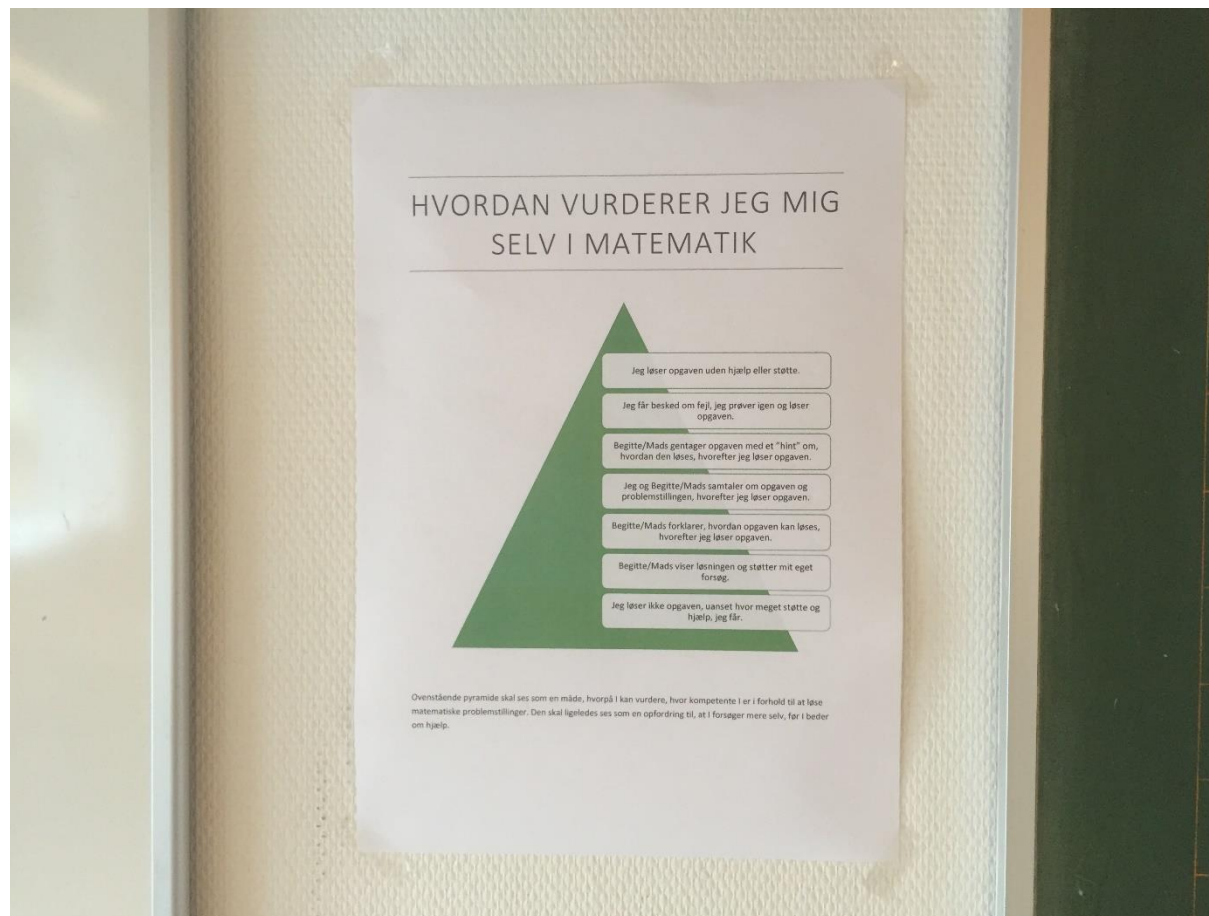 HVORDAN VURDERER JEG MIG
SELV I MATEMATIK
Jeg løser opgaven uden hjælp eller støtte.
Jeg får besked om fejl, jeg prøver igen og løser
opgaven.
Begitte/Mads gentager opgaven med et "hint" om,
hvordan den løses, hvorefter jeg løser opgaven.
Jeg og Begitte/Mads samtaler om opgaven og
problemstillingen, hvorefter jeg løser opgaven.
Begitte/Mads forklarer, hvordan opgaven kan løses,
hvorefter jeg løser opgaven.
Begitte/Mads viser løsningen og støtter mit eget
forsøg.
Jeg løser ikke opgaven, uanset hvor meget støtte og
hjælp, jeg får.
Ovenstående pyramide skal ses som en måde, hvorpå I kan vurdere, hvor kompetente I er i forhold til at løse
matematiske problemstillinger. Den skal ligeledes ses som en opfordring til, at I forsøger mere selv, før I beder
om hjælp.